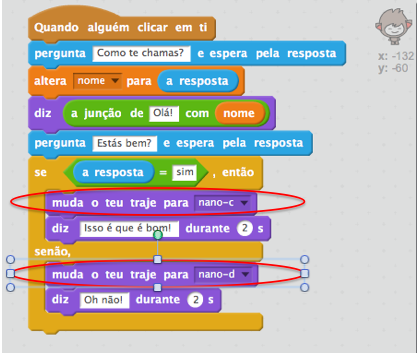 Quando alguém clicar em ti
pergunta Como te chamas? e espera pela resposta
altera nome para a resposta
diz a junção de Olá! com nome
pergunta Estás bem? e espera pela resposta
se a resposta = sim , então
muda o teu traje para nano-c
diz Isso é que é bom! durante 2 s
senão,
muda o teu traje para nano-d
diz Oh não! durante 2 s
x: -132
y: -60